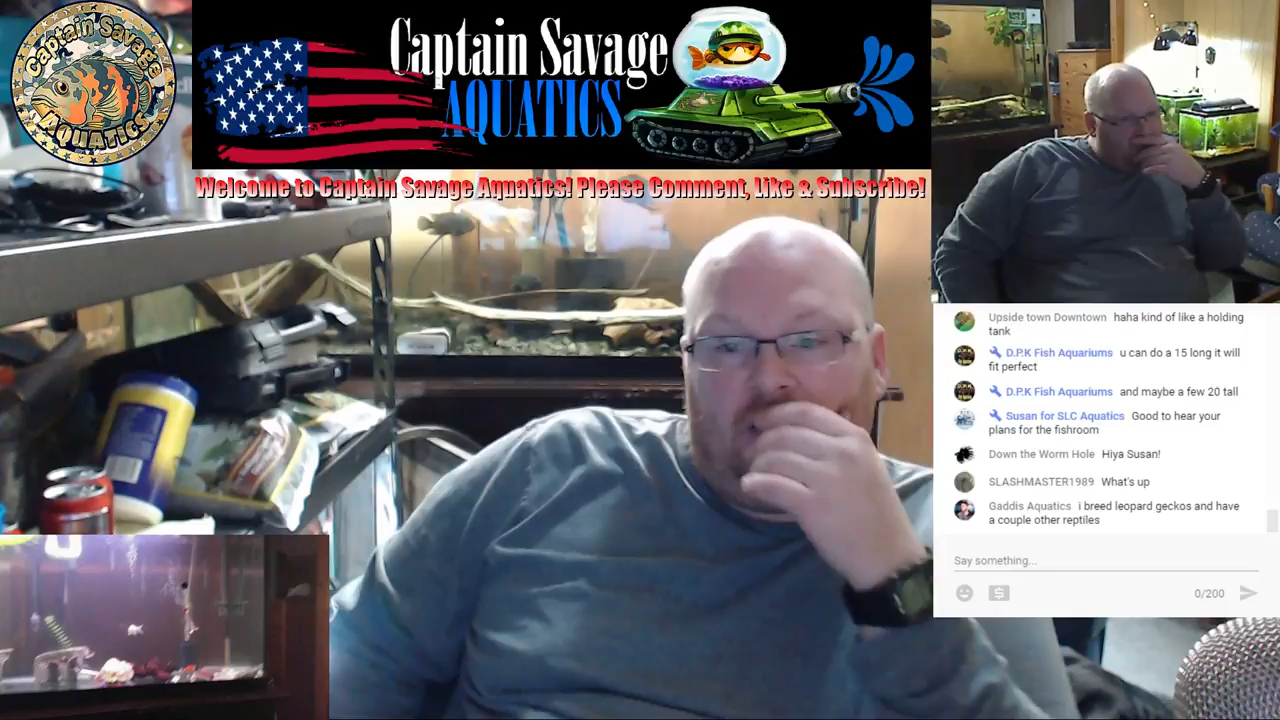 Captain Savage
AQUATICS
Captain Savage
AQUATICS
Welcome to Captain Savage Aquatics! Please Comment, Like & Subscribe!
Upside town Downtown haha kind of like a holding
tank
D.P.K Fish Aquariums u can do a 15 long it will
fit perfect
D.P.K Fish Aquariums and maybe a few 20 tall
Susan for SLC Aquatics Good to hear your
plans for the fishroom
Down the Worm Hole Hiya Susan!
SLASHMASTER1989 What's up
Gaddis Aquatics i breed leopard geckos and have
a couple other reptiles
Say something...
0/200